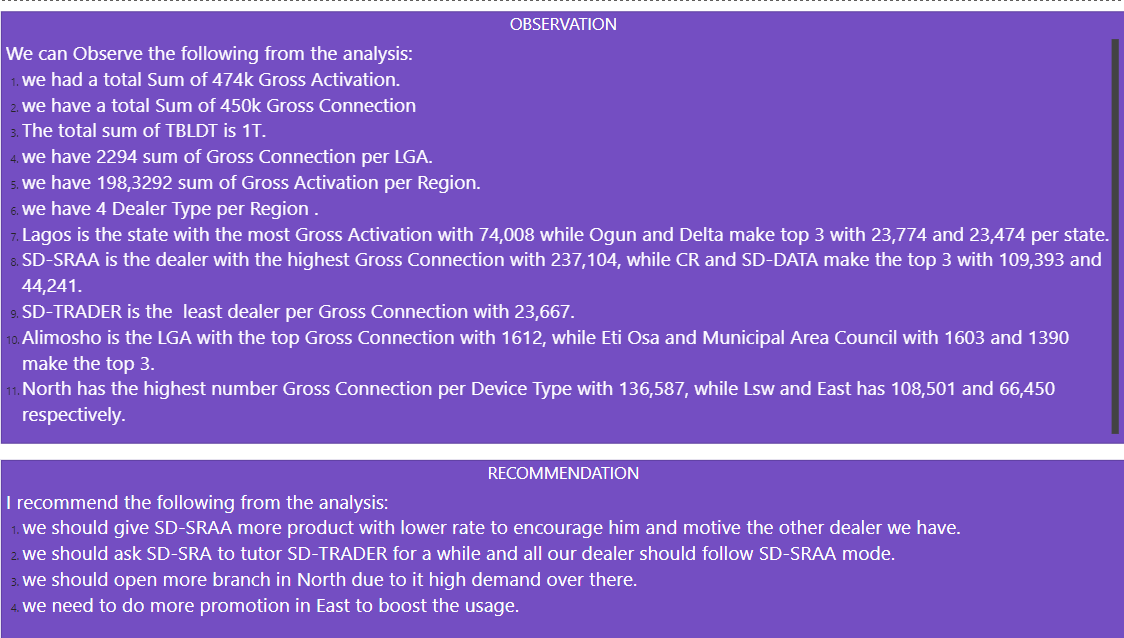 OBSERVATION
We can Observe the following from the analysis:
1. we had a total Sum of 474k Gross Activation.
2. we have a total Sum of 450k Gross Connection
3. The total sum of TBLDT is 1T.
4. we have 2294 sum of Gross Connection per LGA.
5. we have 198,3292 sum of Gross Activation per Region.
6. we have 4 Dealer Type per Region .
7. Lagos is the state with the most Gross Activation with 74,008 while Ogun and Delta make top 3 with 23,774 and 23,474 per state.
8. SD-SRAA is the dealer with the highest Gross Connection with 237,104, while CR and SD-DATA make the top 3 with 109,393 and
44,241.
9. SD-TRADER is the  least dealer per Gross Connection with 23,667.
10. Alimosho is the LGA with the top Gross Connection with 1612, while Eti Osa and Municipal Area Council with 1603 and 1390
make the top 3.
11. North has the highest number Gross Connection per Device Type with 136,587, while Lsw and East has 108,501 and 66,450
respectively.
RECOMMENDATION
I recommend the following from the analysis:
1. we should give SD-SRAA more product with lower rate to encourage him and motive the other dealer we have.
2. we should ask SD-SRA to tutor SD-TRADER for a while and all our dealer should follow SD-SRAA mode.
3. we should open more branch in North due to it high demand over there.
4. we need to do more promotion in East to boost the usage.